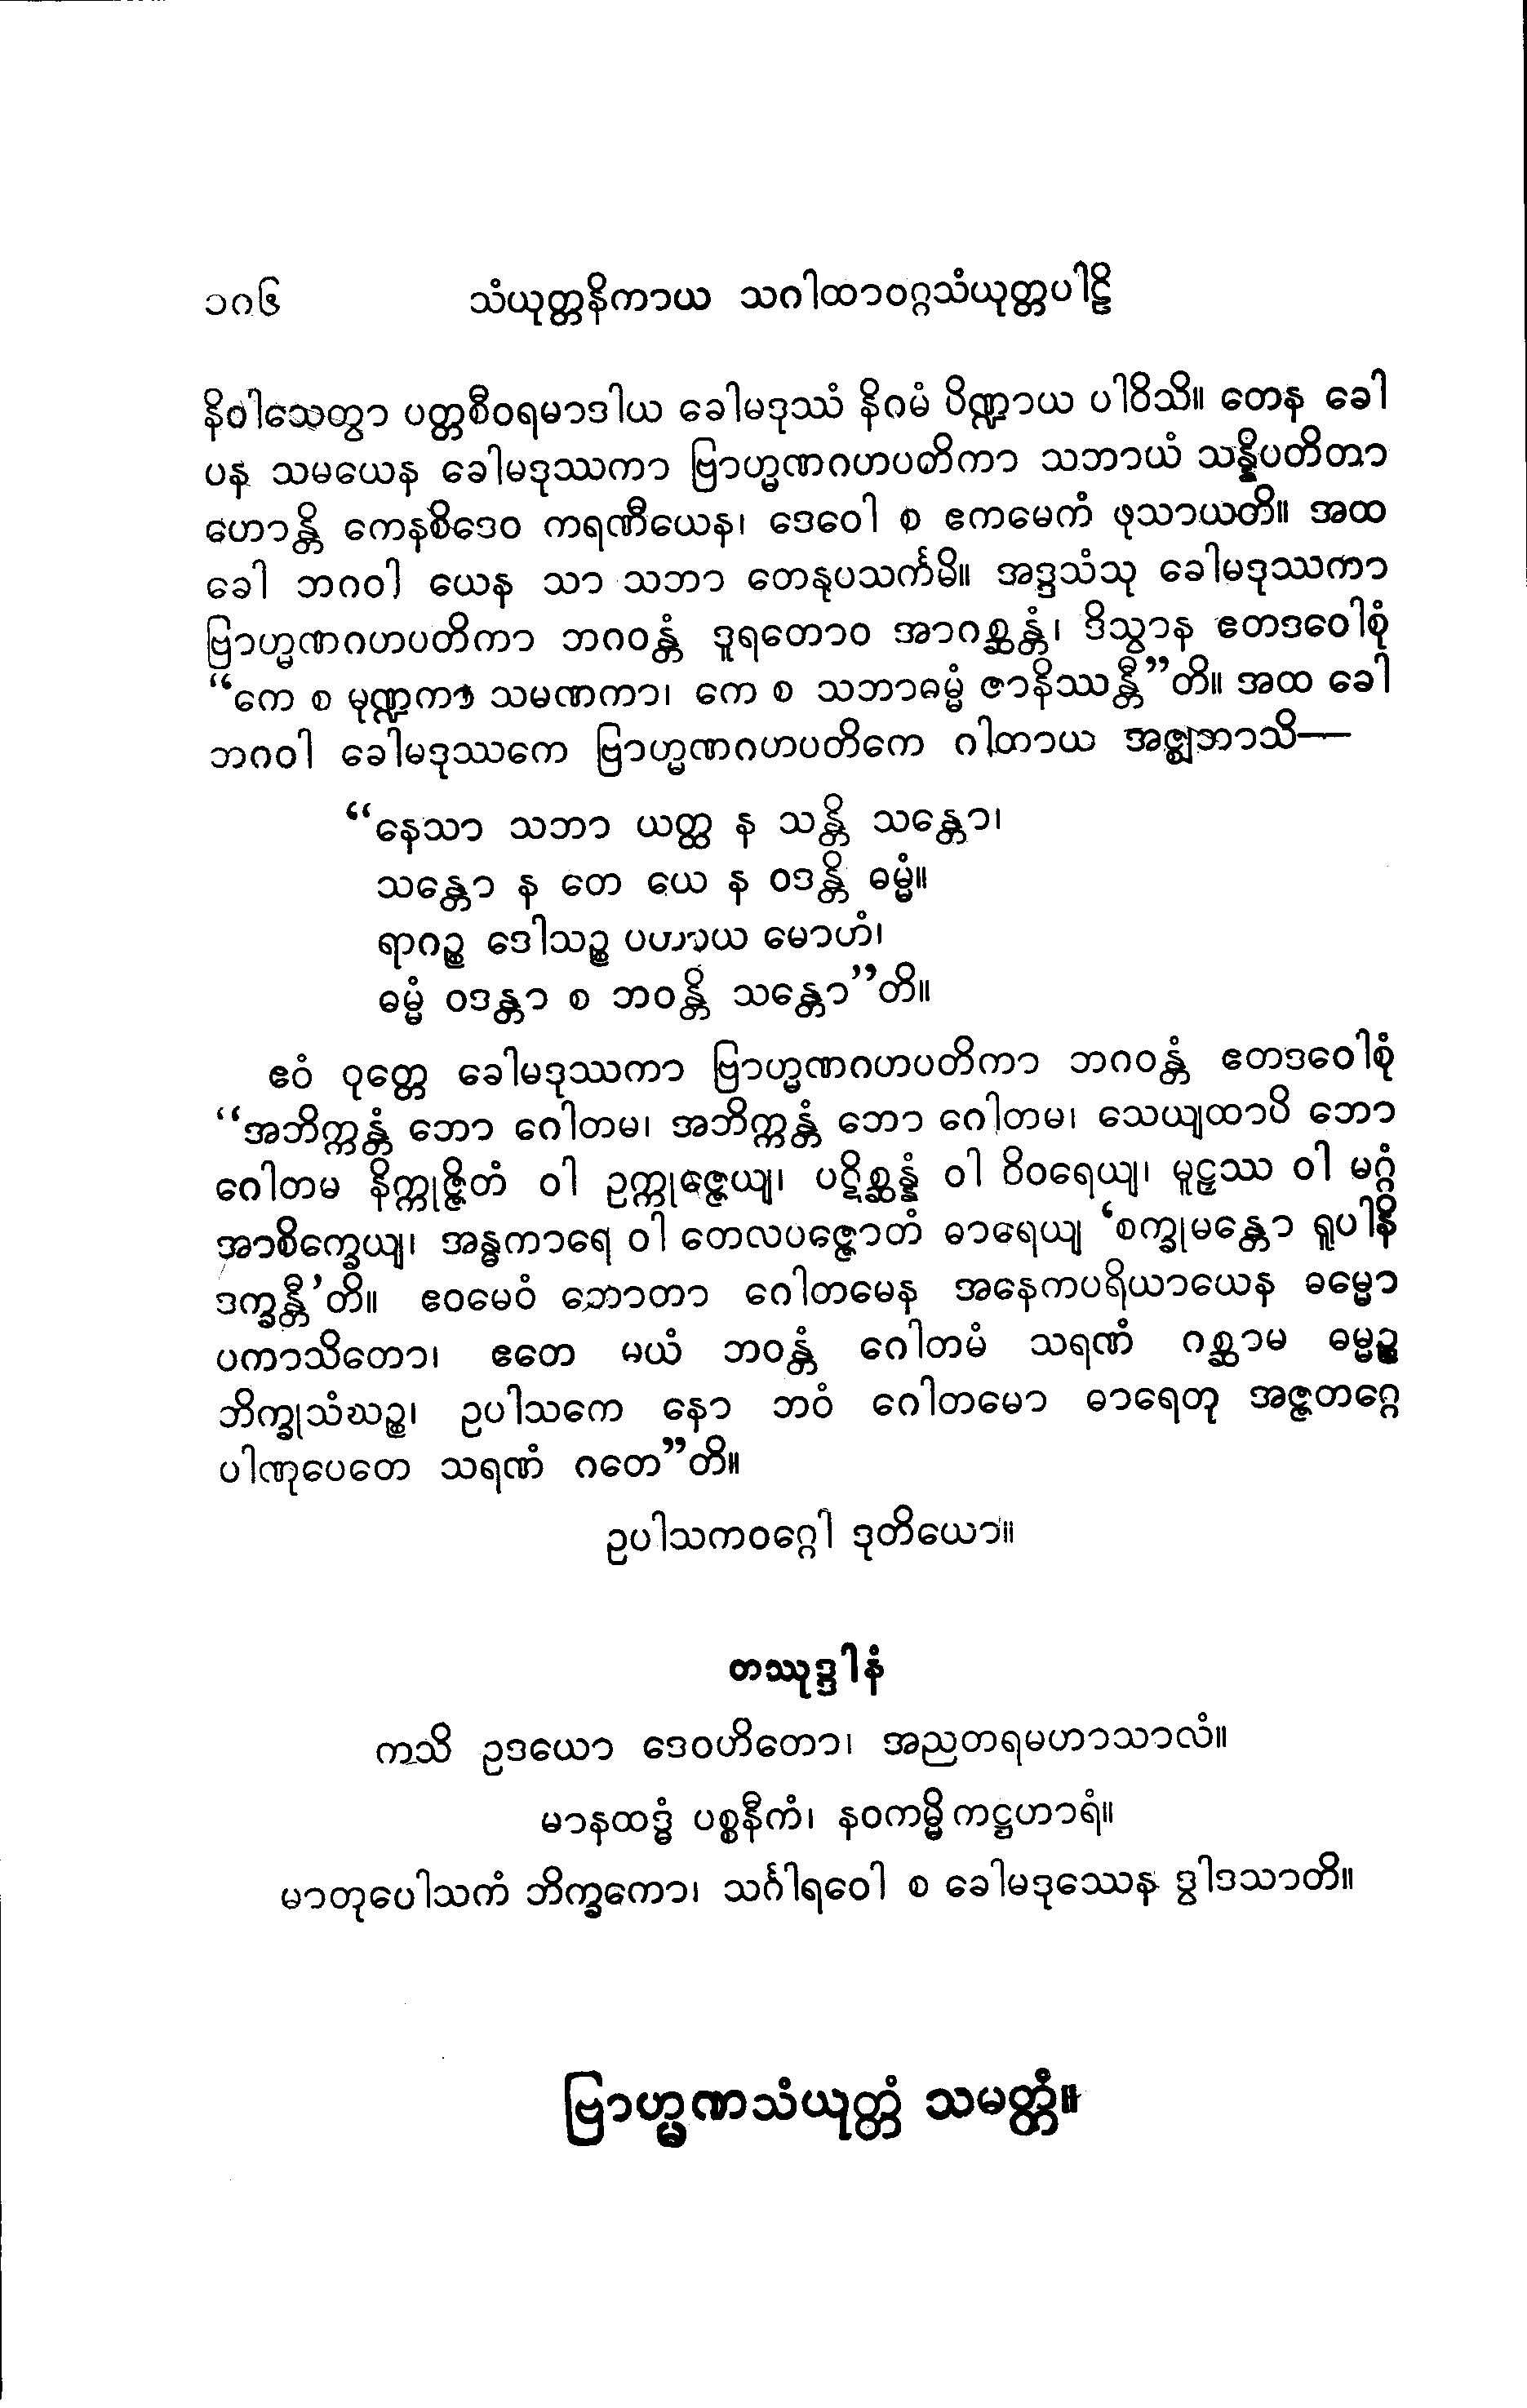 ၁၈၆ သံယုတ္တနိကာယ သဂါထာဝဂ္ဂသံယုတ္တပါဠိ
နိဝါသေတွာ ပတ္တစီဝရမာဒါယ ခေါမဒုဿံ နိဂမံ ပိဏ္ဍာယ ပါဝိသိ။ တေန ခေါ
ပန သမယေန ခေါမဒုဿကာ ဗြာဟ္မဏဂဟပတိကာ သဘာယံ သန္နိပတိတာ
ဟောန္တိ ကေနစိဒေဝ ကရဏီယေန၊ ဒေဝေါ စ ဧကမေကံ ဖုသာယတိ။ အထ
ခေါ ဘဂဝါ ယေန သာ သဘာ တေနုပသင်္ကမိ။ အဒ္ဒသံသု ခေါမဒုဿကာ
ဗြာဟ္မဏဂဟပတိကာ ဘဂဝန္တံ ဒူရတောဝ အာဂစ္ဆန္တံ၊ ဒိသွာန ဧတဒဝေါစုံ
“ကေ စ မုဏ္ဍကာ သမဏကာ၊ ကေ စ သဘာဓမ္မံ ဇာနိဿန္တီ”တိ။ အထ ခေါ
ဘဂဝါ ခေါမဒုဿကေ ဗြာဟ္မဏဂဟပတိကေ ဂါထာယ အဇ္ဈဘာသိ—
“နေသာ သဘာ ယတ္ထ န သန္တိ သန္တော၊
သန္တော န တေ ယေ န ဝဒန္တိ ဓမ္မံ။
ရာဂဉ္စ ဒေါသဉ္စ ပဟာယ မောဟံ၊
ဓမ္မံ ဝဒန္တာ စ ဘဝန္တိ သန္တော”တိ။
ဧဝံ ဝုတ္တေ ခေါမဒုဿကာ ဗြာဟ္မဏဂဟပတိကာ ဘဂဝန္တံ ဧတဒဝေါစုံ
“အဘိက္ကန္တံ ဘော ဂေါတမ၊ အဘိက္ကန္တံ ဘော ဂေါတမ၊ သေယျထာပိ ဘော
ဂေါတမ နိက္ကုဇ္ဇိတံ ဝါ ဥက္ကုဇ္ဇေယျ၊ ပဋိစ္ဆန္နံ ဝါ ဝိဝရေယျ၊ မူဠှဿ ဝါ မဂ္ဂံ
အာစိက္ခေယျ၊ အန္ဓကာရေ ဝါ တေလပဇ္ဇောတံ ဓာရေယျ ‘စက္ခုမန္တော ရူပါနိ
ဒက္ခန္တီ’တိ။ ဧဝမေဝံ ဘောတာ ဂေါတမေန အနေကပရိယာယေန ဓမ္မော
ပကာသိတော၊ ဧတေ မယံ ဘဝန္တံ ဂေါတမံ သရဏံ ဂစ္ဆာမ ဓမ္မဉ္စ
ဘိက္ခုသံဃဉ္စ၊ ဥပါသကေ နော ဘဝံ ဂေါတမော ဓာရေတု အဇ္ဇတဂ္ဂေ
ပါဏုပေတေ သရဏံ ဂတေ”တိ။
ဥပါသကဝဂ္ဂေါ ဒုတိယော။
တဿုဒ္ဒါနံ
ကသိ ဥဒယော ဒေဝဟိတော၊ အညတရမဟာသာလံ။
မာနထဒ္ဓံ ပစ္စနီကံ၊ နဝကမ္မိကဋ္ဌဟာရံ။
မာတုပေါသကံ ဘိက္ခကော၊ သင်္ဂါရဝေါ စ ခေါမဒုဿေန ဒွါဒသာတိ။
ဗြာဟ္မဏသံယုတ္တံ သမတ္တံ။